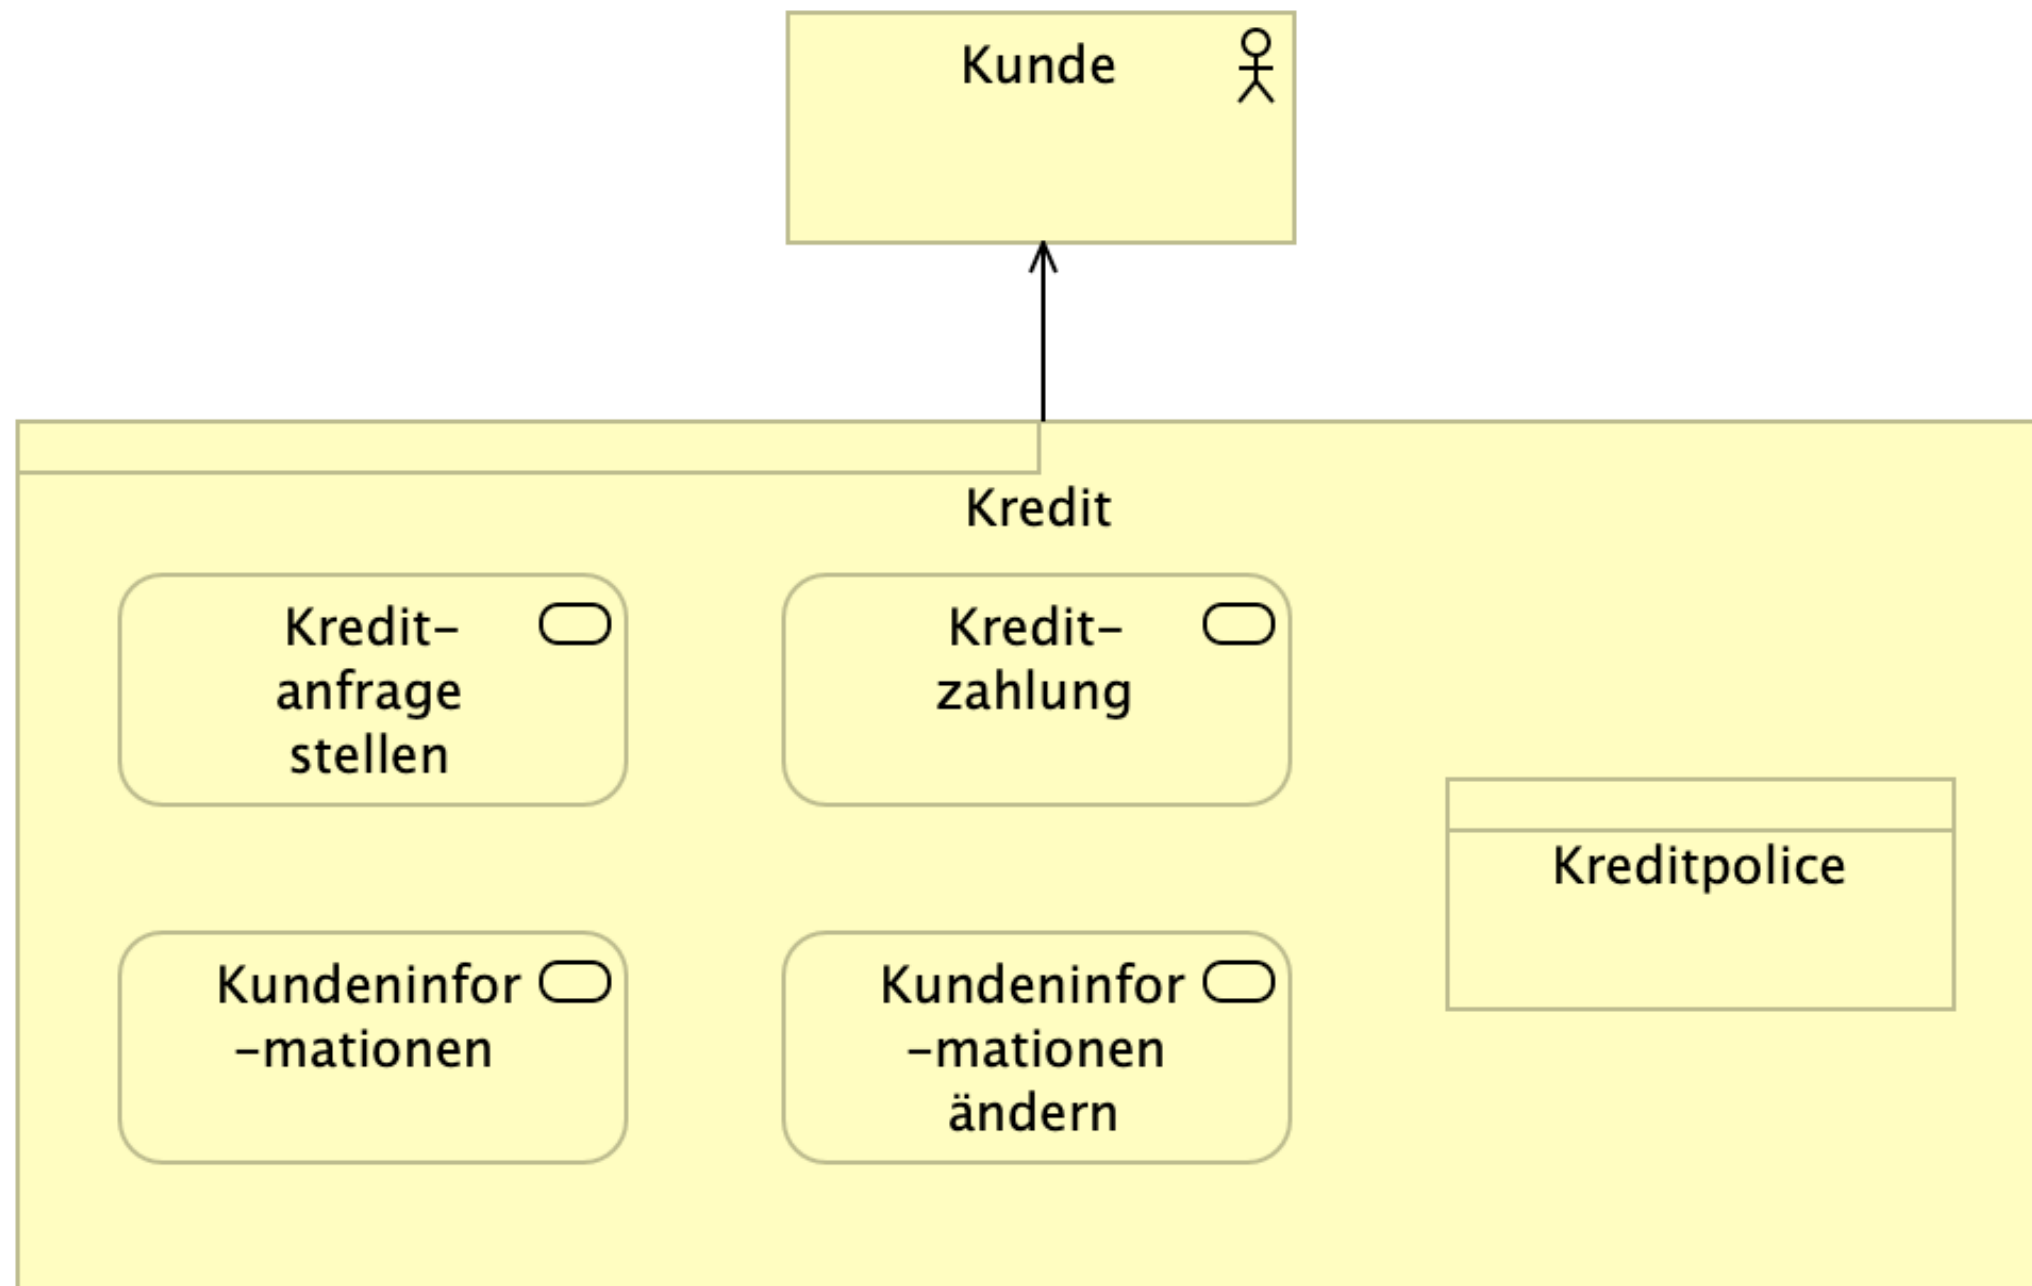 Kunde
Kredit
Kredit-
anfrage
stellen
Kredit-
zahlung
Kreditpolice
Kundeninfor
-mationen
Kundeninfor
-mationen
ändern